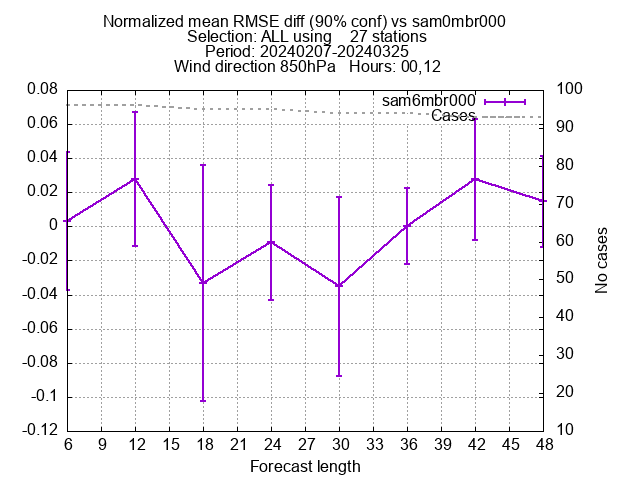 Normalized mean RMSE diff (90% conf) vs sam0mbr000
Selection: ALL using    27 stations
Period: 20240207-20240325
Wind direction 850hPa   Hours: 00,12
sam6mbr000
Cases
0.08
0.06
0.04
0.02
0
-0.02
-0.04
-0.06
-0.08
-0.1
-0.12
100
90
80
70
60
50
40
30
20
10
No cases
6 9 12 15 18 21 24 27 30 33 36 39 42 45 48
Forecast length